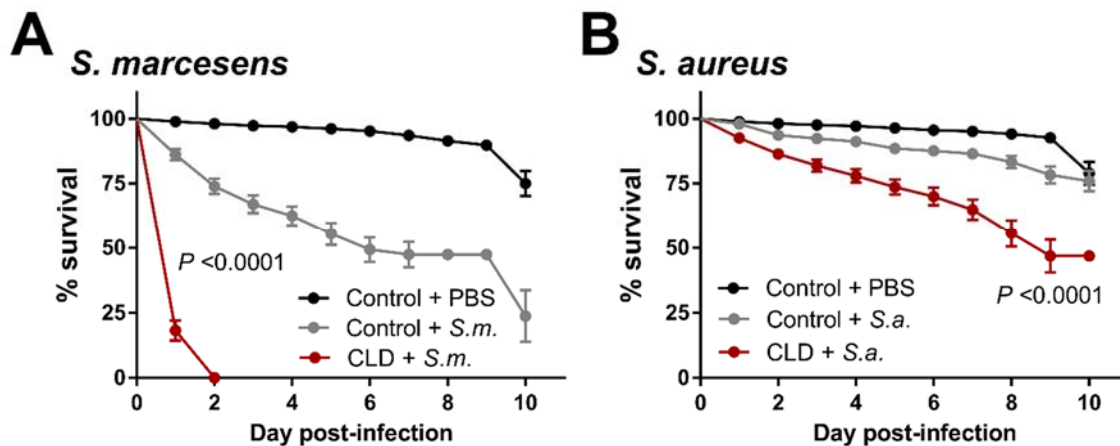 A
S. marcesens
% survival
100
75
50
25
0
P <0.0001
Control + PBS
Control + S.m.
CLD + S.m.
0 2 4 6 8 10
Day post-infection
B
S. aureus
% survival
100
75
50
25
0
Control + PBS
Control + S.a.
CLD + S.a.
P <0.0001
0 2 4 6 8 10
Day post-infection